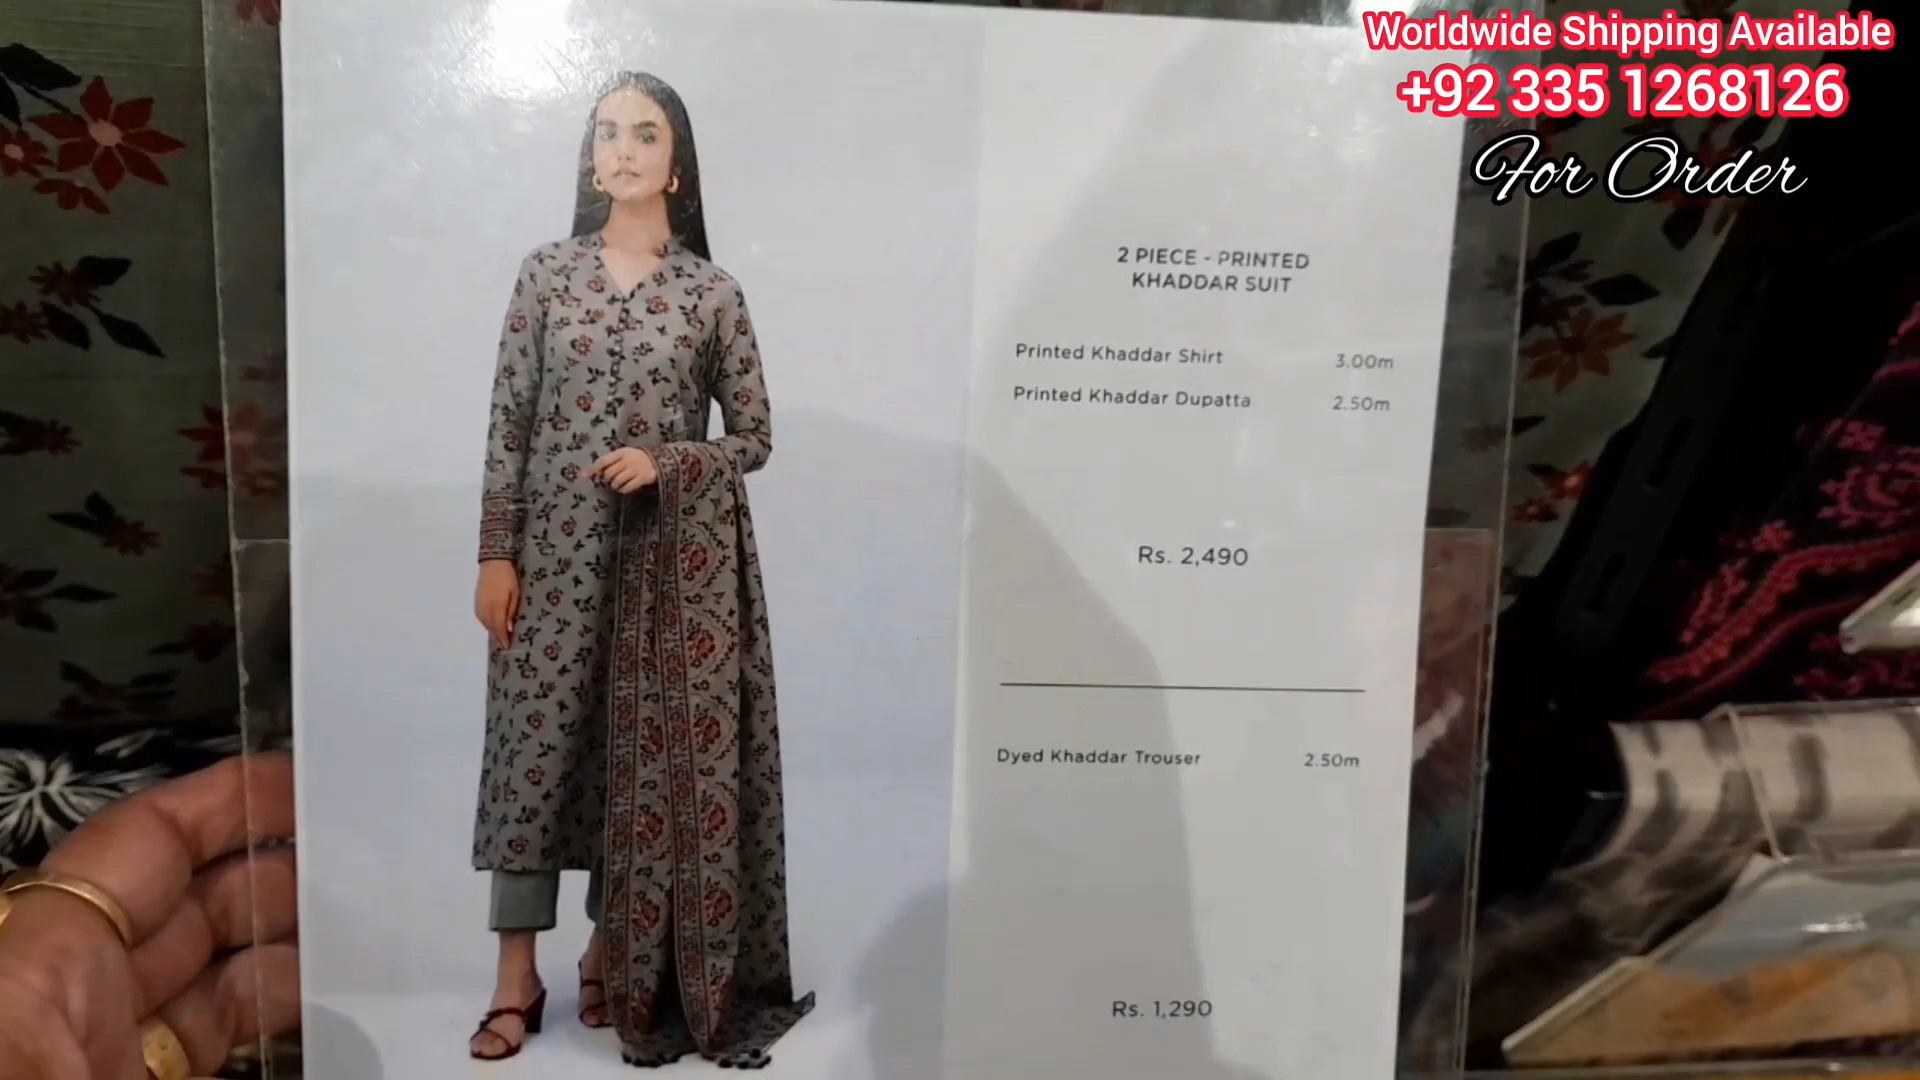 Worldwide Shipping Available
+92 335 1268126
For Order
2 PIECE - PRINTED
KHADDAR SUIT
Printed Khaddar Shirt 3.00m
Printed Khaddar Dupatta 2.50m
Rs. 2,490
Dyed Khaddar Trouser 2.50m
Rs. 1,290